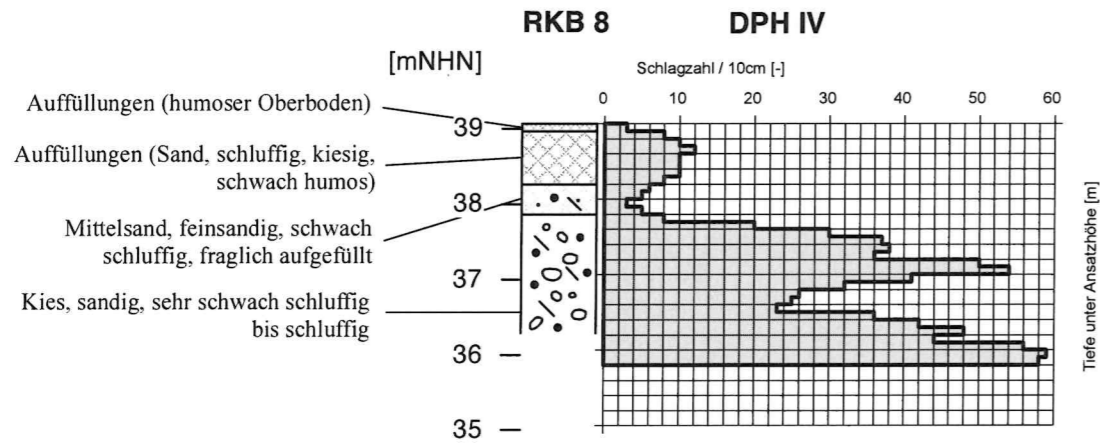 RKB 8 DPH IV
[mNHN]
Schlagzahl / 10cm [-]
0 10 20 30 40 50 60
Auffüllungen (humoser Oberboden)
39
Auffüllungen (Sand, schluffig, kiesig,
schwach humos)
38
Mittelsand, feinsandig, schwach
schluffig, fraglich aufgefüllt
37
Kies, sandig, sehr schwach schluffig
bis schluffig
36
35
Tiefe unter Ansatzhöhe [m]